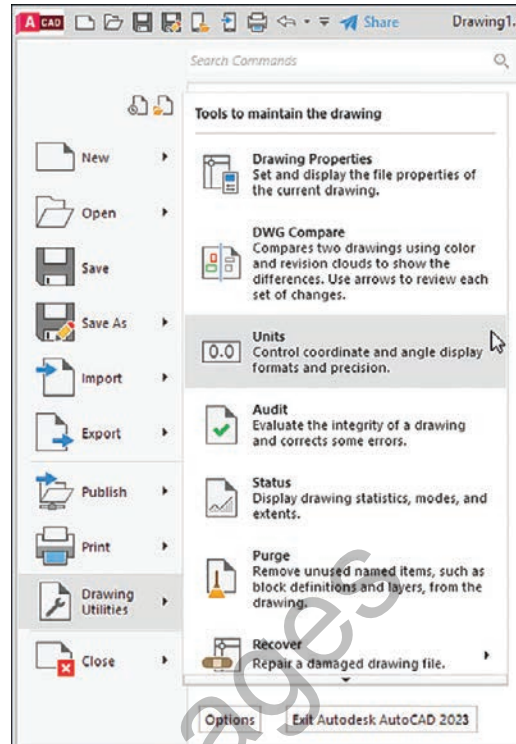 A CAD
Share
Drawing1.
Search Commands
Tools to maintain the drawing
New
Open
Save
Save As
Import
Export
Publish
Print
Drawing
Utilities
Close
Drawing Properties
Set and display the file properties of
the current drawing.
DWG Compare
Compares two drawings using color
and revision clouds to show the
differences. Use arrows to review each
set of changes.
0.0
Units
Control coordinate and angle display
formats and precision.
Audit
Evaluate the integrity of a drawing
and corrects some errors.
Status
Display drawing statistics, modes, and
extents.
Purge
Remove unused named items, such as
block definitions and layers, from the
drawing.
Recover
Repair a damaged drawing file.
Options
Exit Autodesk AutoCAD 2023
ages